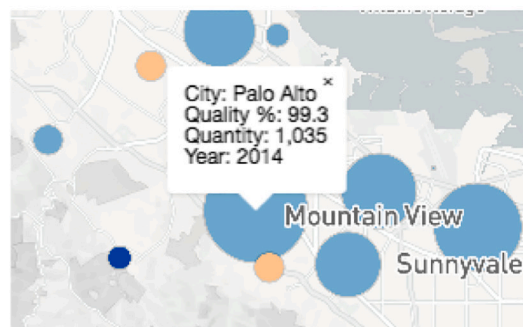 City: Palo Alto ×
Quality %: 99.3
Quantity: 1,035
Year: 2014
Mountain View
Sunnyvale